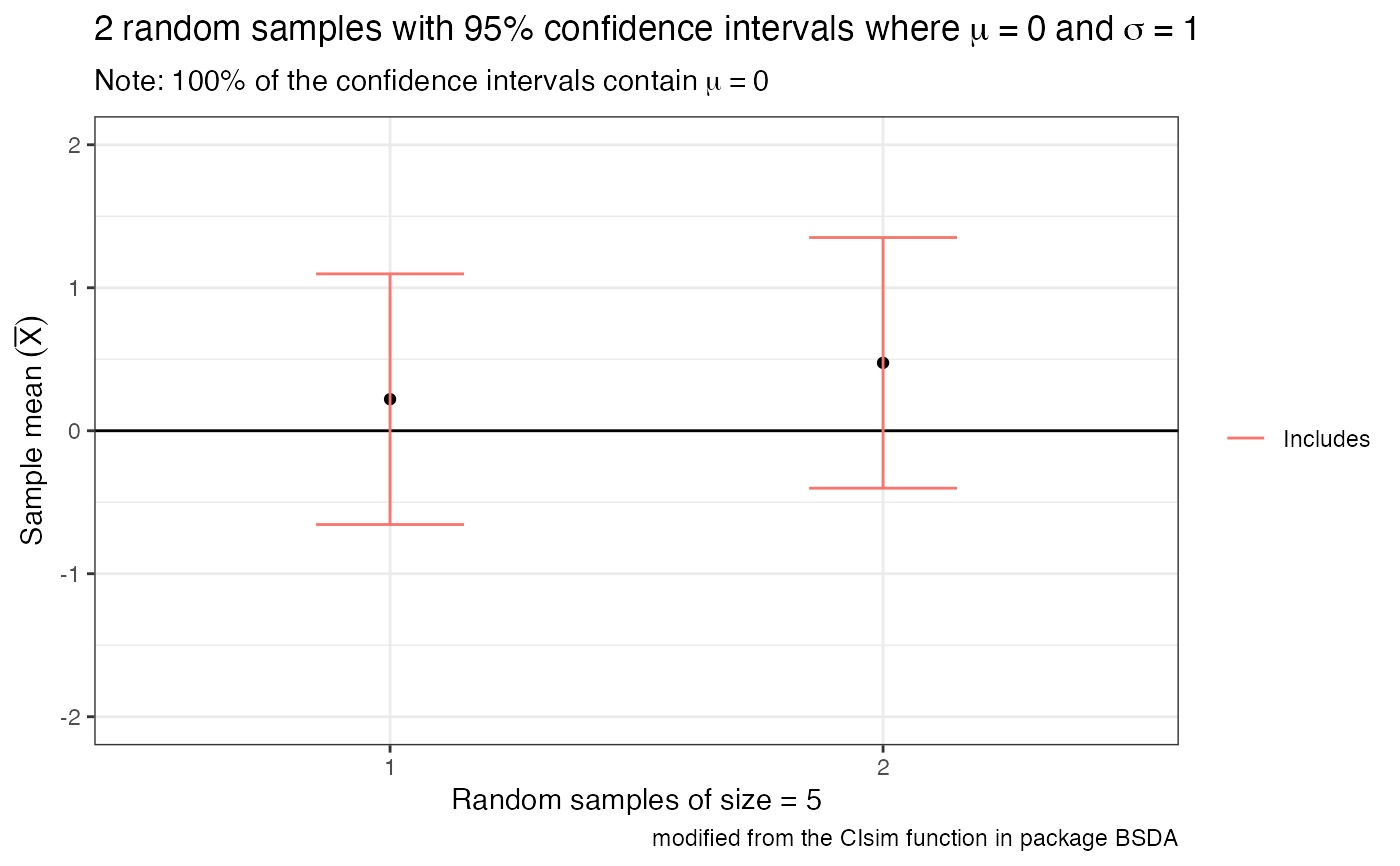 2 random samples with 95% confidence intervals where μ = 0 and σ = 1
Note: 100% of the confidence intervals contain μ = 0
Sample mean (X̅)
2
1
0
-1
-2
1
2
Random samples of size = 5
Includes
modified from the CIsim function in package BSDA